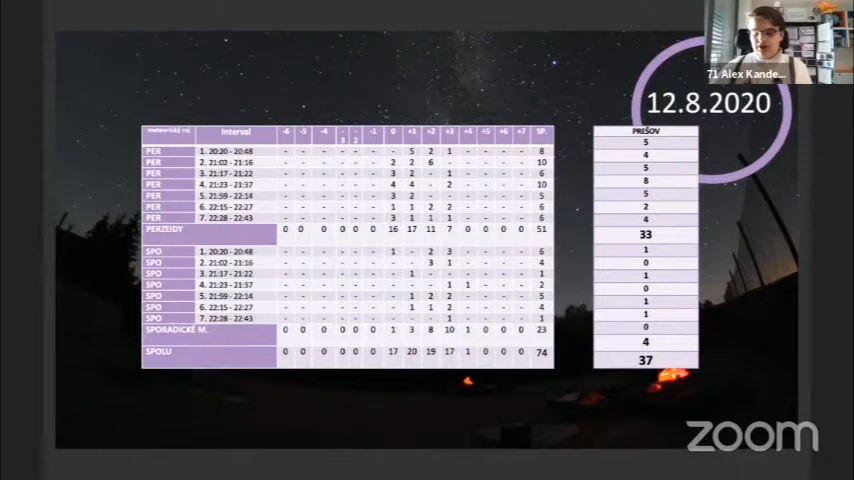 71 Alex Kande...
12.8.2020
meteorický roj Interval -6 -5 -4 -3 -2 -1 0 +1 +2 +3 +4 +5 +6 +7 SP. PREŠOV
PER 1. 20:20 - 20:48 - - - - - - - 5 2 1 - - - - 8 5
PER 2. 21:02 - 21:16 - - - - - - 2 2 6 - - - - - 10 4
PER 3. 21:17 - 21:22 - - - - - - 3 2 - 1 - - - - 6 5
PER 4. 21:23 - 21:37 - - - - - - 4 4 - 2 - - - - 10 8
PER 5. 21:59 - 22:14 - - - - - - 3 2 - - - - - - 5 5
PER 6. 22:15 - 22:27 - - - - - - 1 1 2 2 - - - - 6 2
PER 7. 22:28 - 22:43 - - - - - - 3 1 1 1 - - - - 6 4
PERZEIDY 0 0 0 0 0 0 16 17 11 7 0 0 0 0 51 33
SPO 1. 20:20 - 20:48 - - - - - - 1 - 2 3 - - - - 6 1
SPO 2. 21:02 - 21:16 - - - - - - - - 3 1 - - - - 4 0
SPO 3. 21:17 - 21:22 - - - - - - - 1 - - - - - - 1 1
SPO 4. 21:23 - 21:37 - - - - - - - - - 1 1 - - - 2 0
SPO 5. 21:59 - 22:14 - - - - - - - 1 2 2 - - - - 5 1
SPO 6. 22:15 - 22:27 - - - - - - - 1 1 2 - - - - 4 1
SPO 7. 22:28 - 22:43 - - - - - - - - - 1 - - - - 1 0
SPORADICKÉ M. 0 0 0 0 0 0 1 3 8 10 1 0 0 0 23 4
SPOLU 0 0 0 0 0 0 17 20 19 17 1 0 0 0 74 37
zoom